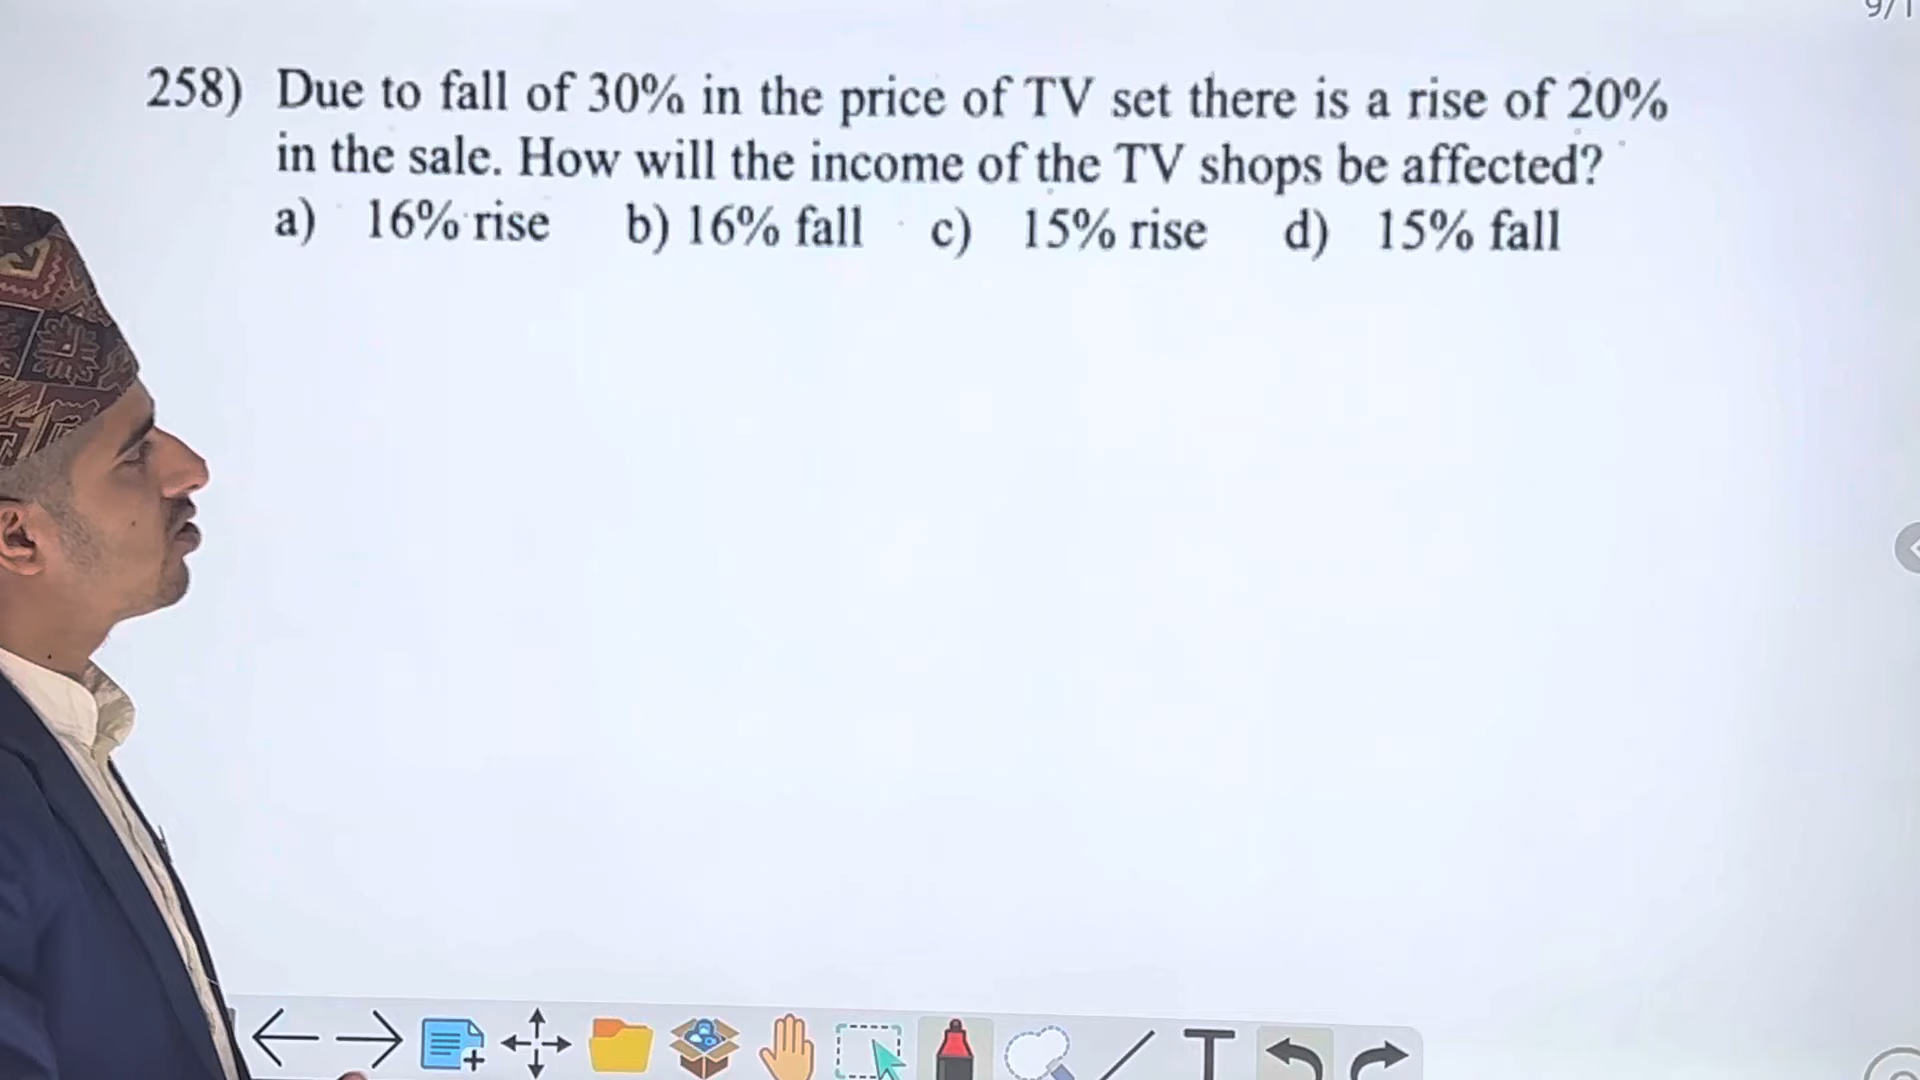 9/1
258) Due to fall of 30% in the price of TV set there is a rise of 20%
in the sale. How will the income of the TV shops be affected?
a) 16% rise b) 16% fall c) 15% rise d) 15% fall
T